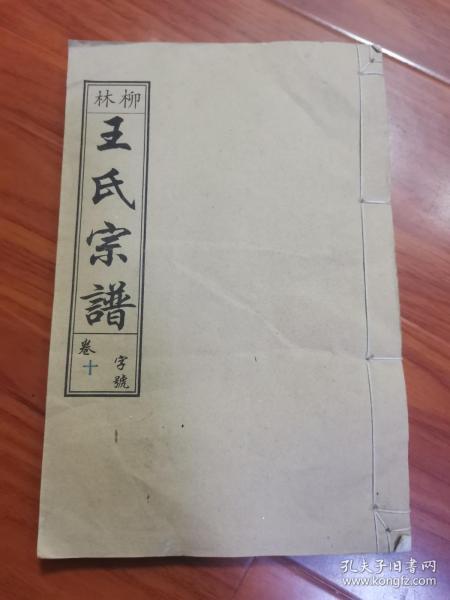 柳林
王氏宗譜
字號
卷十
孔夫子旧书网
www.kongfz.com